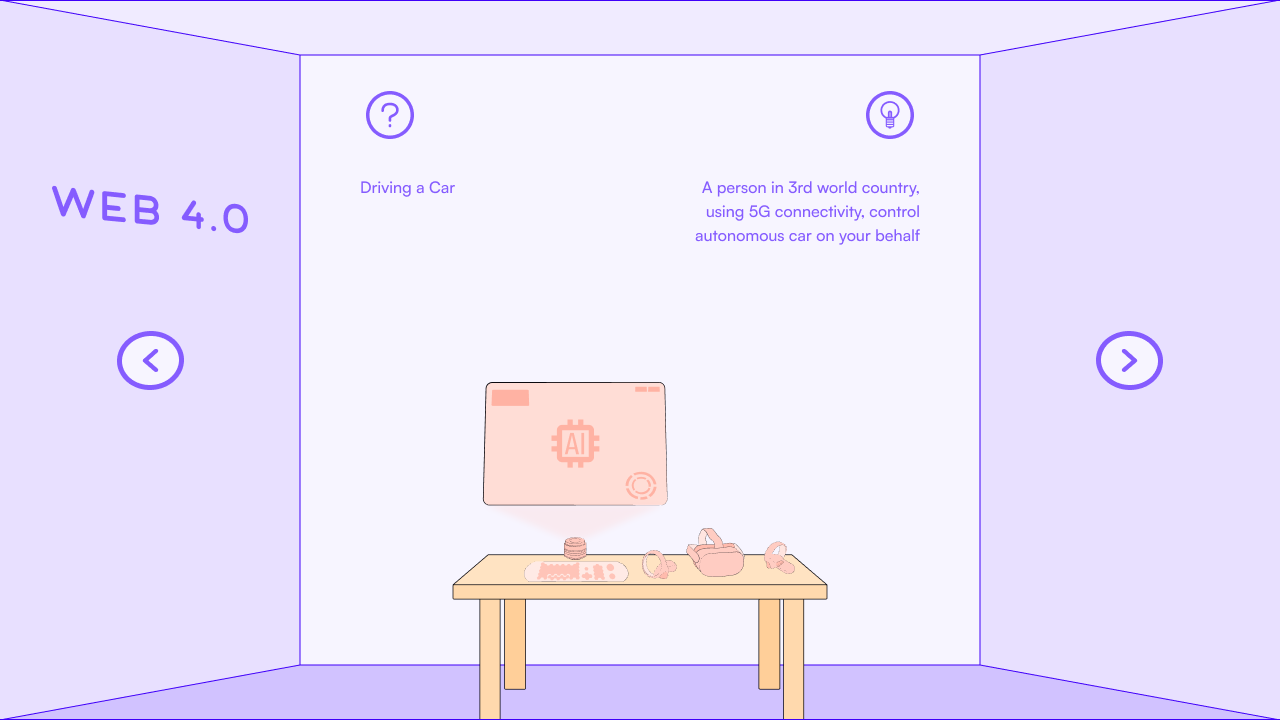 WEB 4.0
?
Driving a Car
A person in 3rd world country,
using 5G connectivity, control
autonomous car on your behalf
AI